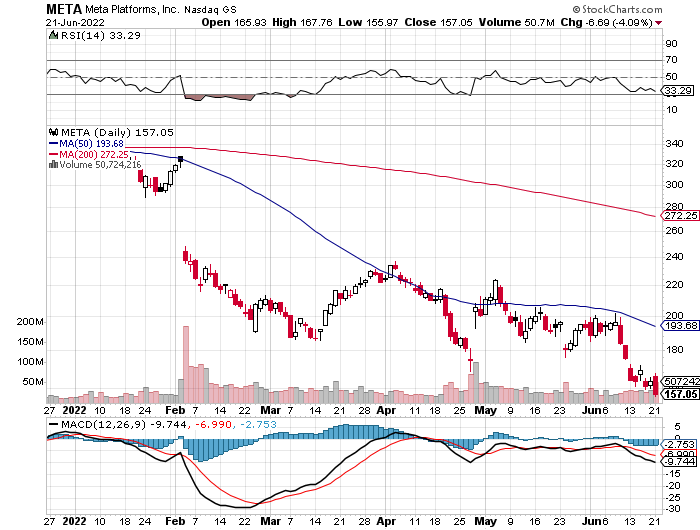 META Meta Platforms, Inc. Nasdaq GS © StockCharts.com
21-Jun-2022 Open 165.93 High 167.76 Low 155.97 Close 157.05 Volume 50.7M Chg -6.69 (-4.09%)
RSI(14) 33.29
90
70
50
33.29
10
META (Daily) 157.05
MA(50) 193.68
MA(200) 272.25
Volume 50,724,216
340
320
300
280
272.25
260
240
220
200
193.68
180
507242
157.05
200M
150M
100M
50M
27 2022 10 18 24 Feb 7 14 22 Mar 7 14 21 Apr 11 18 25 May 9 16 23 Jun 6 13 21
MACD(12,26,9) -9.744, -6.990, -2.753
5
0
-2.753
-6.990
-9.744
-15
-20
-25
-30
27 2022 10 18 24 Feb 7 14 22 Mar 7 14 21 Apr 11 18 25 May 9 16 23 Jun 6 13 21